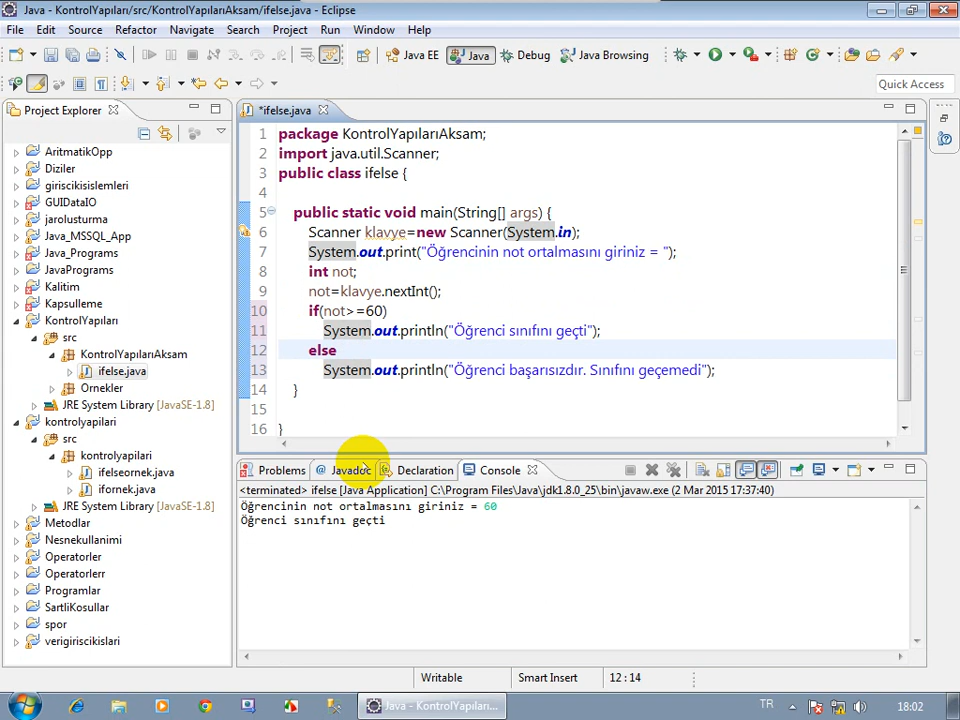 Java - KontrolYapıları/src/KontrolYapılarıAksam/ifelse.java - Eclipse
File Edit Source Refactor Navigate Search Project Run Window Help
Java EE Java Debug Java Browsing
Quick Access
Project Explorer
AritmatikOpp
Diziler
giriscikisislemleri
GUIDataIO
jarolusturma
Java_MSSQL_App
Java_Programs
JavaPrograms
Kalitim
Kapsulleme
KontrolYapıları
src
KontrolYapılarıAksam
ifelse.java
Ornekler
JRE System Library [JavaSE-1.8]
kontrolyapilari
src
kontrolyapilari
ifelseornek.java
ifornek.java
JRE System Library [JavaSE-1.8]
Metodlar
Nesnekullanimi
Operatorler
Operatorlerr
Programlar
SartliKosullar
spor
verigiriscikislari
*ifelse.java
1 package KontrolYapılarıAksam;
2 import java.util.Scanner;
3 public class ifelse {
4
5 public static void main(String[] args) {
6 Scanner klavye=new Scanner(System.in);
7 System.out.print("Öğrencinin not ortalmasını giriniz = ");
8 int not;
9 not=klavye.nextInt();
10 if(not>=60)
11 System.out.println("Öğrenci sınıfını geçti");
12 else
13 System.out.println("Öğrenci başarısızdır. Sınıfını geçemedi");
14 }
15
16 }
Problems @ Javadoc Declaration Console
<terminated> ifelse [Java Application] C:\Program Files\Java\jdk1.8.0_25\bin\javaw.exe (2 Mar 2015 17:37:40)
Öğrencinin not ortalmasını giriniz = 60
Öğrenci sınıfını geçti
Writable Smart Insert 12 : 14
Java - KontrolYapıl... TR 18:02